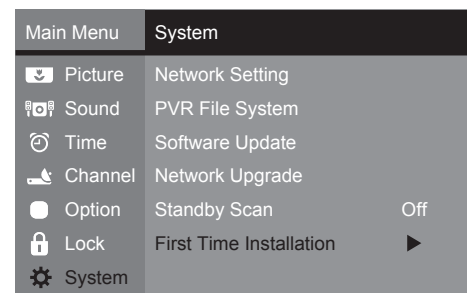 Main Menu System
Picture Network Setting
Sound PVR File System
Time Software Update
Channel Network Upgrade
Option Standby Scan Off
Lock First Time Installation
System